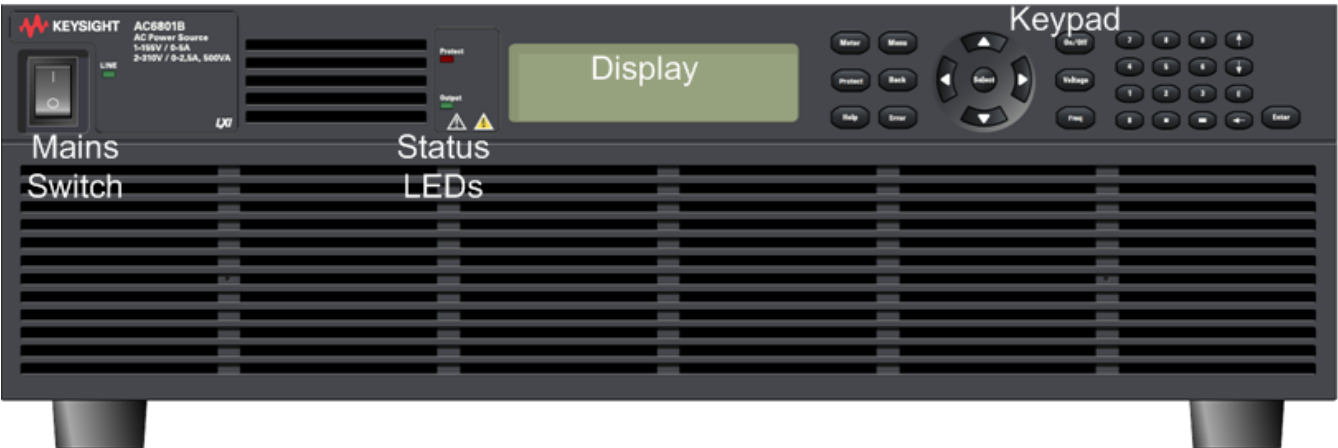 KEYSIGHT
AC6801B
AC Power Source
1-155V / 0-5A
2-310V / 0-2,5A, 500VA
LINE
LXI
Mains
Switch
Protect
Output
Status
LEDs
Display
Keypad
Meter Menu
Protect Back
Help Error
Select
On/Off
Voltage
Freq
7 8 9
4 5 6
1 2 3 E
Enter